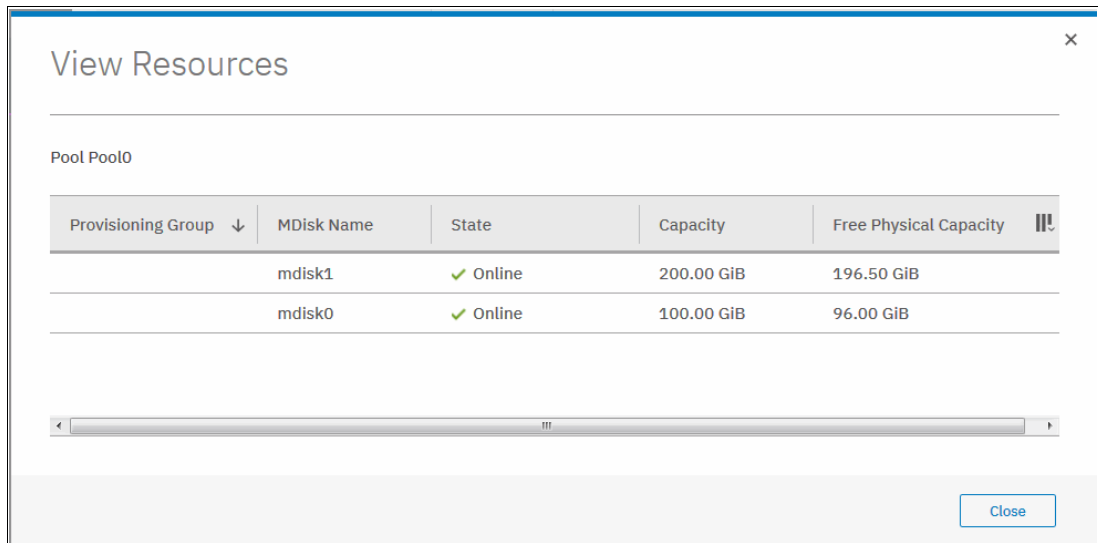 View Resources
Pool Pool0
Provisioning Group MDisk Name State Capacity Free Physical Capacity
mdisk1 Online 200.00 GiB 196.50 GiB
mdisk0 Online 100.00 GiB 96.00 GiB
Close